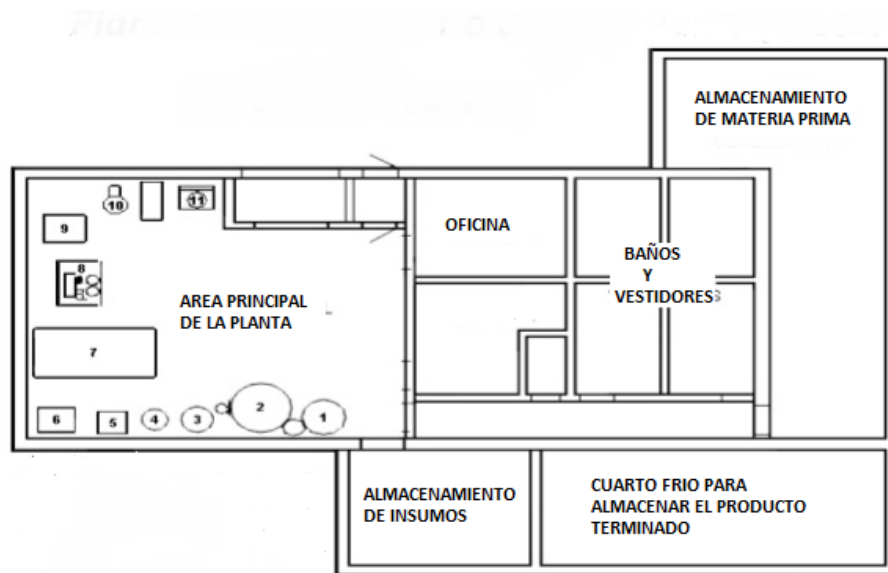 ALMACENAMIENTO
DE MATERIA PRIMA
OFICINA
BAÑOS
Y
VESTIDORES
AREA PRINCIPAL
DE LA PLANTA
10
11
9
8
7
6
5
4
3
2
1
ALMACENAMIENTO
DE INSUMOS
CUARTO FRIO PARA
ALMACENAR EL PRODUCTO
TERMINADO